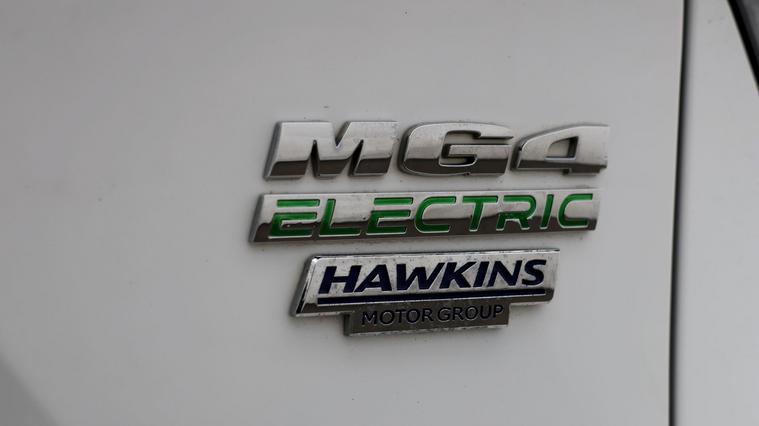 MG4
ELECTRIC
HAWKINS
MOTOR GROUP